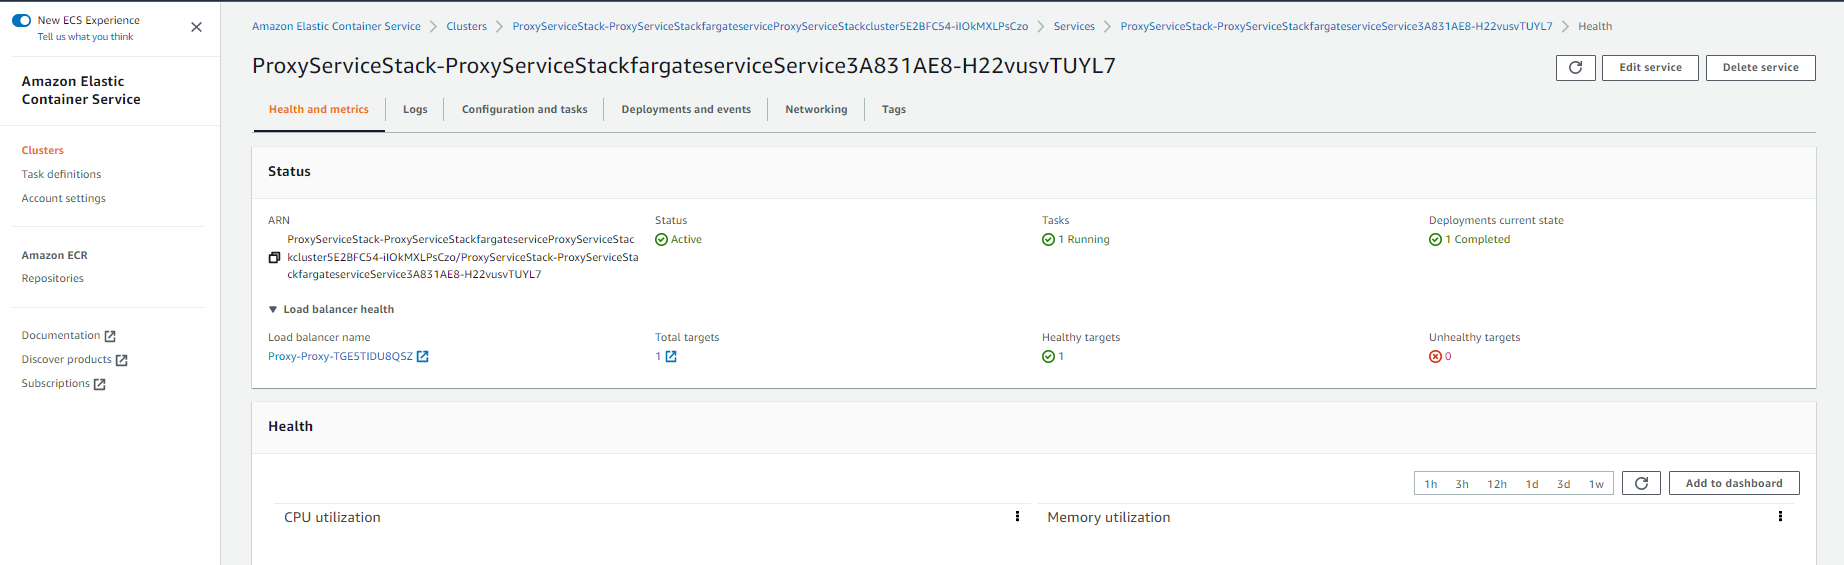 New ECS Experience
Tell us what you think
Amazon Elastic
Container Service
Clusters
Task definitions
Account settings
Amazon ECR
Repositories
Documentation
Discover products
Subscriptions
Amazon Elastic Container Service > Clusters > ProxyServiceStack-ProxyServiceStackfargateserviceProxyServiceStackcluster5E2BFC54-iIOkMXLPsCzo > Services > ProxyServiceStack-ProxyServiceStackfargateserviceService3A831AE8-H22vusvTUYL7 > Health
ProxyServiceStack-ProxyServiceStackfargateserviceService3A831AE8-H22vusvTUYL7
Edit service
Delete service
Health and metrics
Logs
Configuration and tasks
Deployments and events
Networking
Tags
Status
ARN
ProxyServiceStack-ProxyServiceStackfargateserviceProxyServiceStac
kcluster5E2BFC54-iIOkMXLPsCzo/ProxyServiceStack-ProxyServiceSta
ckfargateserviceService3A831AE8-H22vusvTUYL7
Status
Active
Tasks
1 Running
Deployments current state
1 Completed
Load balancer health
Load balancer name
Proxy-Proxy-TGE5TIDU8QSZ
Total targets
1
Healthy targets
1
Unhealthy targets
0
Health
1h 3h 12h 1d 3d 1w
Add to dashboard
CPU utilization
Memory utilization